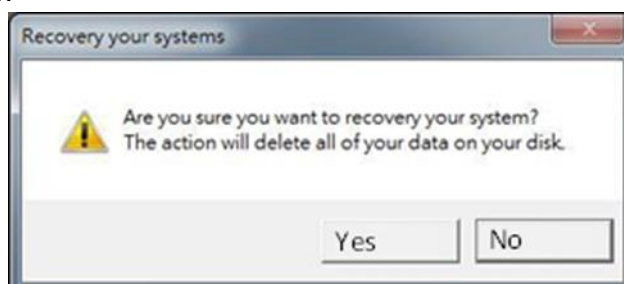 Recovery your systems
Are you sure you want to recovery your system?
The action will delete all of your data on your disk.
Yes
No